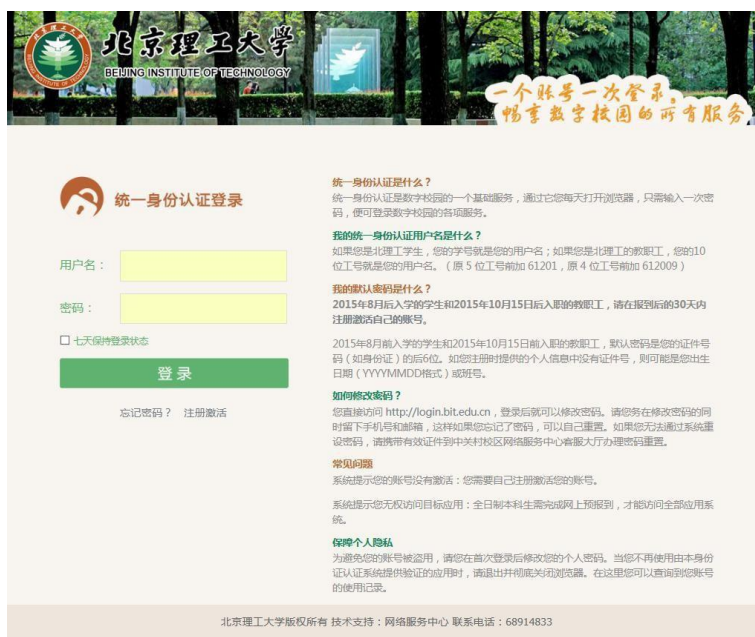 北京理工大学
BEIJING INSTITUTE OF TECHNOLOGY
一个账号一次登录，
畅享数字校园的所有服务
统一身份认证登录
用户名：
密码：
七天保持登录状态
登录
忘记密码？ 注册激活
统一身份认证是什么？
统一身份认证是数字校园的一个基础服务，通过它您每天打开浏览器，只需输入一次密
码，便可登录数字校园的各项服务。
我的统一身份认证用户名是什么？
如果您是北理工学生，您的学号就是您的用户名；如果您是北理工的教职工，您的10
位工号就是您的用户名。（原 5 位工号前加 61201，原 4 位工号前加 612009）
我的默认密码是什么？
2015年8月后入学的学生和2015年10月15日后入职的教职工，请在报到后的30天内
注册激活自己的账号。
2015年8月前入学的学生和2015年10月15日前入职的教职工，默认密码是您的证件号
码（如身份证）的后6位。如您注册时提供的个人信息中没有证件号，则可能是您出生
日期（YYYYMMDD格式）或班号。
如何修改密码？
您直接访问 http://login.bit.edu.cn，登录后就可以修改密码。请您务在修改密码的同
时留下手机号和邮箱，这样如果您忘记了密码，可以自己重置。如果您无法通过系统重
设密码，请携带有效证件到中关村校区网络服务中心客服大厅办理密码重置。
常见问题
系统提示您的账号没有激活：您需要自己注册激活您的账号。
系统提示您无权访问目标应用：全日制本科生需完成网上预报到，才能访问全部应用系
统。
保障个人隐私
为避免您的账号被盗用，请您在首次登录后修改您的个人密码。当您不再使用由本身份
证认证系统提供验证的应用时，请退出并彻底关闭浏览器。在这里您可以查询到您账号
的使用记录。
北京理工大学版权所有 技术支持：网络服务中心 联系电话：68914833